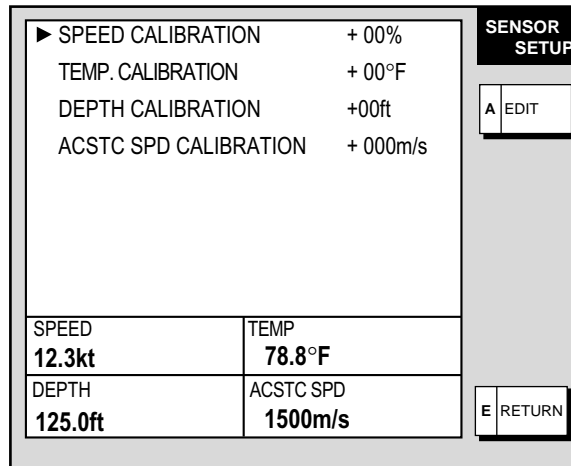 ▶ SPEED CALIBRATION + 00%
TEMP. CALIBRATION + 00°F
DEPTH CALIBRATION +00ft
ACSTC SPD CALIBRATION + 000m/s
SPEED
12.3kt
TEMP
78.8°F
DEPTH
125.0ft
ACSTC SPD
1500m/s
SENSOR
SETUP
A EDIT
E RETURN